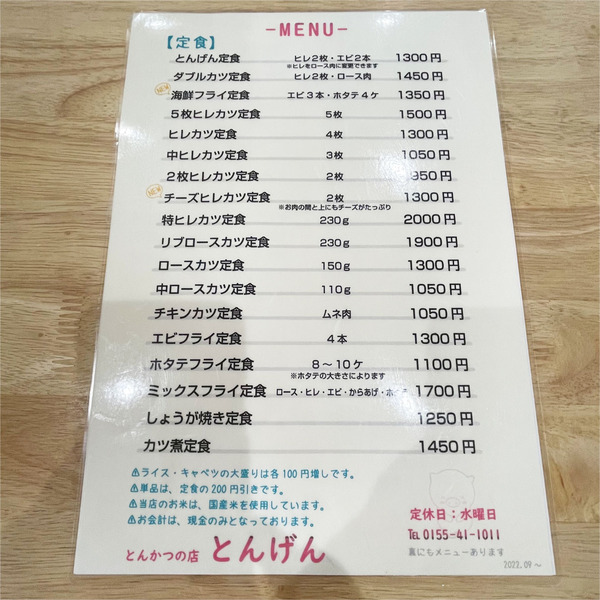 -MENU-
【定食】
とんげん定食 ヒレ2枚・エビ2本 1300円
※ヒレをロース肉に変更できます
ダブルカツ定食 ヒレ2枚・ロース肉 1450円
NEW
海鮮フライ定食 エビ3本・ホタテ4ケ 1350円
5枚ヒレカツ定食 5枚 1500円
ヒレカツ定食 4枚 1300円
中ヒレカツ定食 3枚 1050円
2枚ヒレカツ定食 2枚 950円
NEW
チーズヒレカツ定食 2枚 1300円
※お肉の間と上にもチーズがたっぷり
特ヒレカツ定食 230g 2000円
リブロースカツ定食 230g 1900円
ロースカツ定食 150g 1300円
中ロースカツ定食 110g 1050円
チキンカツ定食 ムネ肉 1050円
エビフライ定食 4本 1300円
ホタテフライ定食 8〜10ケ 1100円
※ホタテの大きさによります
ミックスフライ定食 ロース・ヒレ・エビ・からあげ・ 1700円
しょうが焼き定食 1250円
カツ煮定食 1450円
⚠ライス・キャベツの大盛りは各100円増しです。
⚠単品は、定食の200円引きです。
⚠当店のお米は、国産米を使用しています。
⚠お会計は、現金のみとなっております。
定休日：水曜日
TEL 0155-41-1011
裏にもメニューあります
とんかつの店 とんげん
2022.09〜